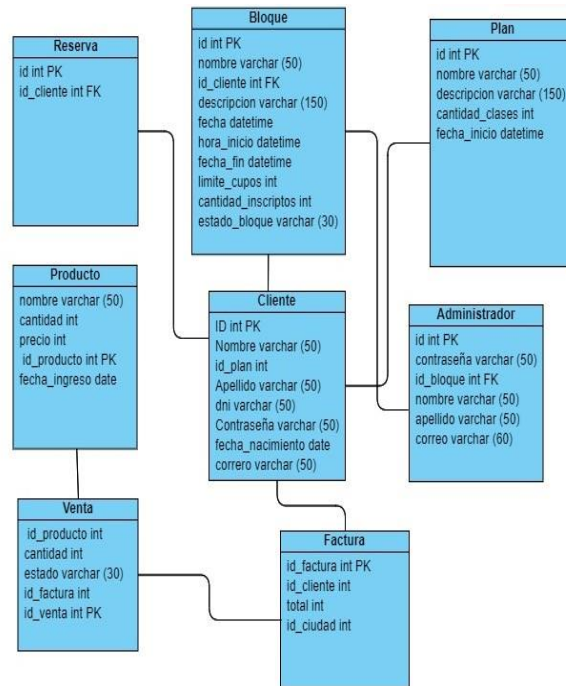 Reserva
id int PK
id_cliente int FK
Bloque
id int PK
nombre varchar (50)
id_cliente int FK
descripcion varchar (150)
fecha datetime
hora_inicio datetime
fecha_fin datetime
limite_cupos int
cantidad_inscriptos int
estado_bloque varchar (30)
Plan
id int PK
nombre varchar (50)
descripcion varchar (150)
cantidad_clases int
fecha_inicio datetime
Producto
nombre varchar (50)
cantidad int
precio int
id_producto int PK
fecha_ingreso date
Cliente
ID int PK
Nombre varchar (50)
id_plan int
Apellido varchar (50)
dni varchar (50)
Contraseña varchar (50)
fecha_nacimiento date
correro varchar (50)
Administrador
id int PK
contraseña varchar (50)
id_bloque int FK
nombre varchar (50)
apellido varchar (50)
correo varchar (60)
Venta
id_producto int
cantidad int
estado varchar (30)
id_factura int
id_venta int PK
Factura
id_factura int PK
id_cliente int
total int
id_ciudad int